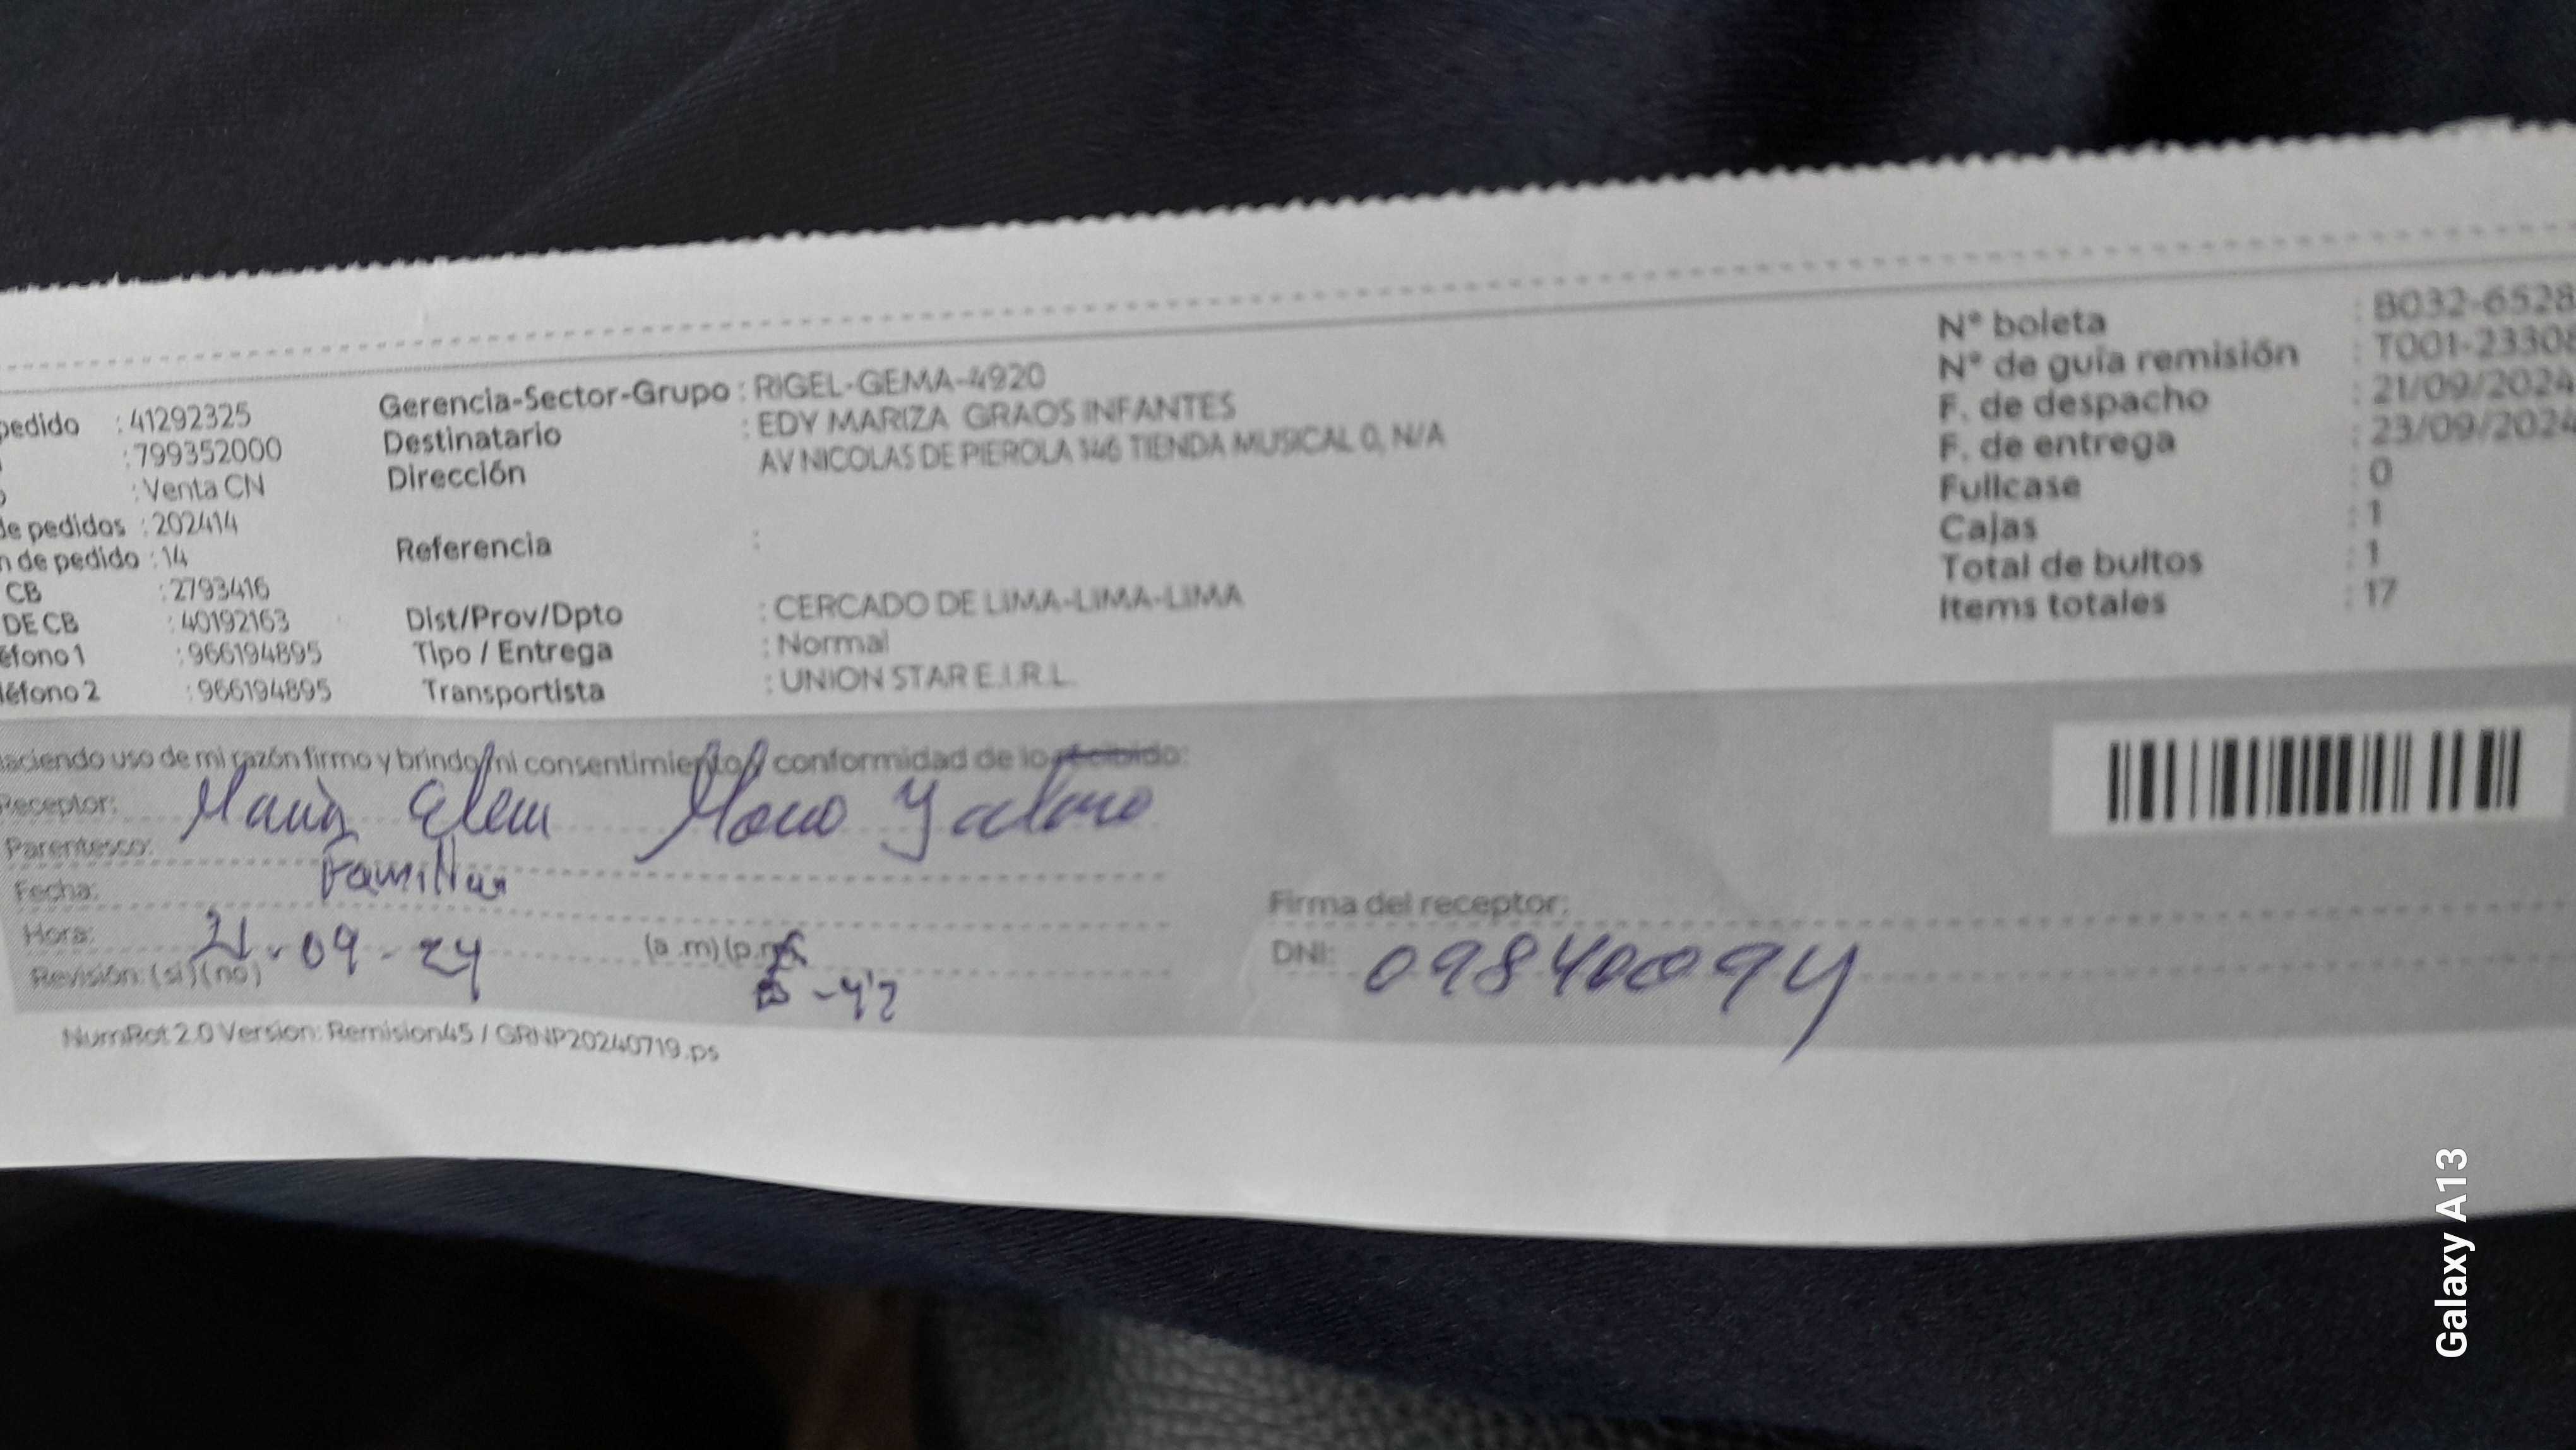 pedido : 41292325
: 799352000
: Venta CN
de pedidos : 202414
n de pedido : 14
CB : 2793416
DE CB : 40192163
éfono 1 : 966194895
léfono 2 : 966194895
Gerencia-Sector-Grupo : RIGEL-GEMA-4920
Destinatario : EDY MARIZA GRAOS INFANTES
Dirección AV NICOLAS DE PIEROLA 146 TIENDA MUSICAL 0, N/A
Referencia :
Dist/Prov/Dpto : CERCADO DE LIMA-LIMA-LIMA
Tipo / Entrega : Normal
Transportista : UNION STAR E.I.R.L.
N° boleta : B032-6528
N° de guía remisión : T001-23308
F. de despacho : 21/09/2024
F. de entrega : 23/09/2024
Fullcase : 0
Cajas : 1
Total de bultos : 1
Items totales : 17
haciendo uso de mi razón firmo y brindo mi consentimiento y conformidad de lo recibido:
Receptor: Maria Elena
Parentesco: Familiar
Fecha: 21-09-24
Hora: (a.m)(p.m)
Revisión: (si)(no)
Firma del receptor:
DNI: 09840094
NumRot 2.0 Version: Remision45 / GRNP20240719.ps
Galaxy A13